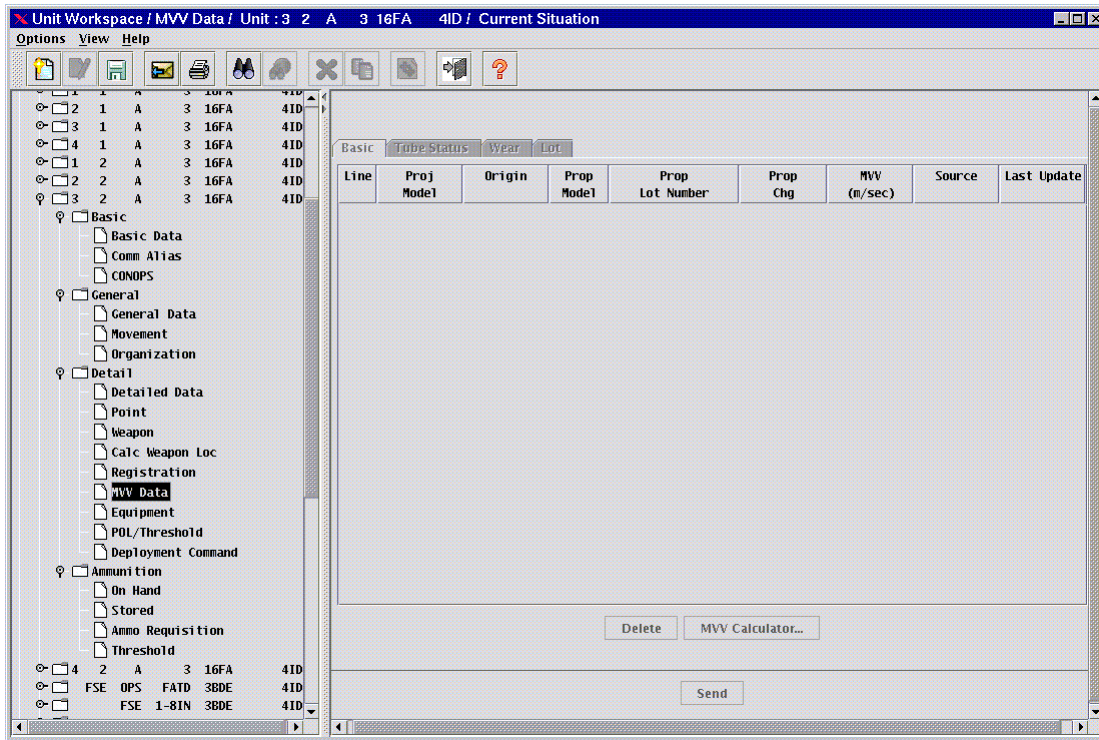 Unit Workspace / MVV Data / Unit : 3 2 A 3 16FA 4ID / Current Situation
Options View Help
1 1 A 3 16FA 4ID
2 1 A 3 16FA 4ID
3 1 A 3 16FA 4ID
4 1 A 3 16FA 4ID
1 2 A 3 16FA 4ID
2 2 A 3 16FA 4ID
3 2 A 3 16FA 4ID
Basic
Basic Data
Comm Alias
CONOPS
General
General Data
Movement
Organization
Detail
Detailed Data
Point
Weapon
Calc Weapon Loc
Registration
MVV Data
Equipment
POL/Threshold
Deployment Command
Ammunition
On Hand
Stored
Ammo Requisition
Threshold
4 2 A 3 16FA 4ID
FSE OPS FATD 3BDE 4ID
FSE 1-8IN 3BDE 4ID
Basic Tube Status Wear Lot
Line Proj Model Origin Prop Model Prop Lot Number Prop Chg MVV (m/sec) Source Last Update
Delete MVV Calculator...
Send